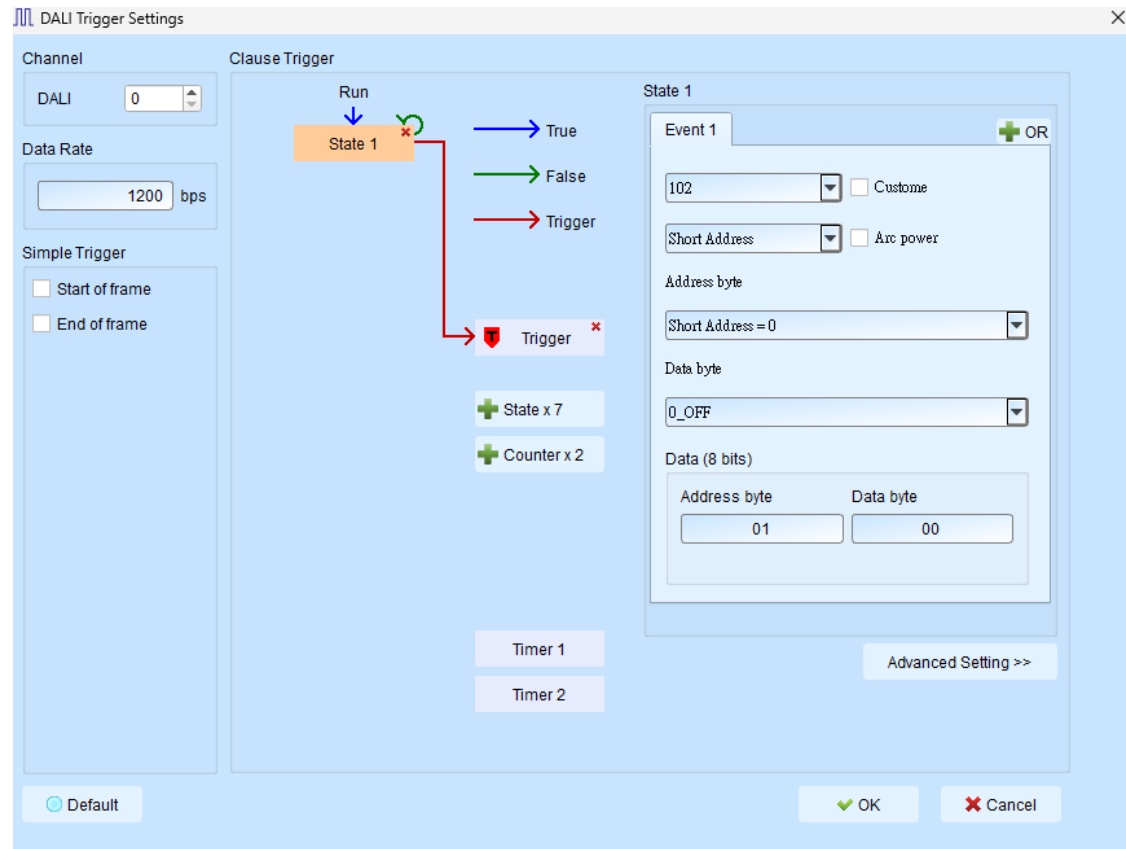 DALI Trigger Settings
Channel
DALI 0
Data Rate
1200 bps
Simple Trigger
Start of frame
End of frame
Clause Trigger
Run
State 1
True
False
Trigger
T Trigger
State x 7
Counter x 2
Timer 1
Timer 2
State 1
Event 1
OR
102 Custome
Short Address Arc power
Address byte
Short Address = 0
Data byte
0_OFF
Data (8 bits)
Address byte Data byte
01 00
Advanced Setting >>
Default
OK
Cancel